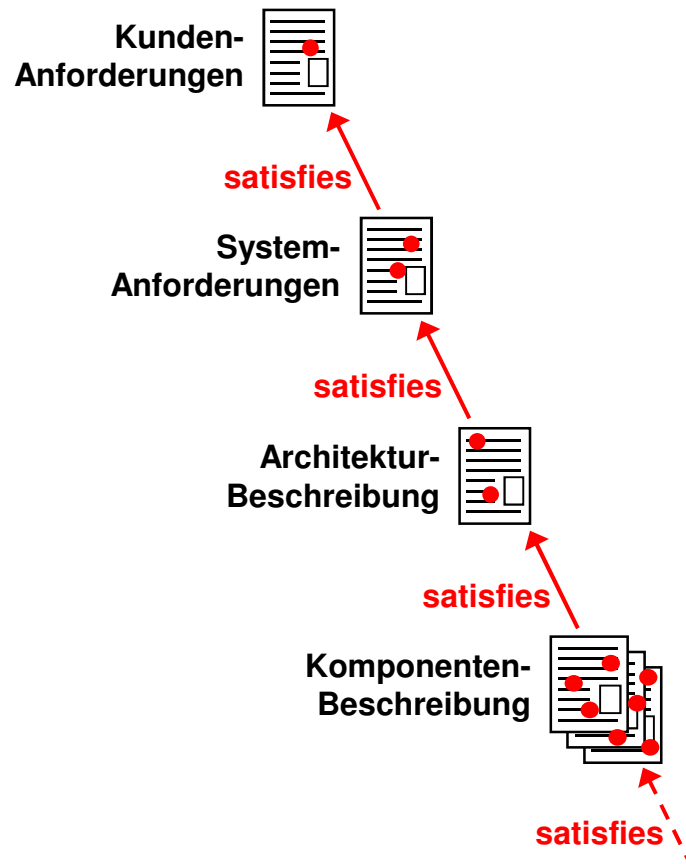 Kunden-
Anforderungen
satisfies
System-
Anforderungen
satisfies
Architektur-
Beschreibung
satisfies
Komponenten-
Beschreibung
satisfies